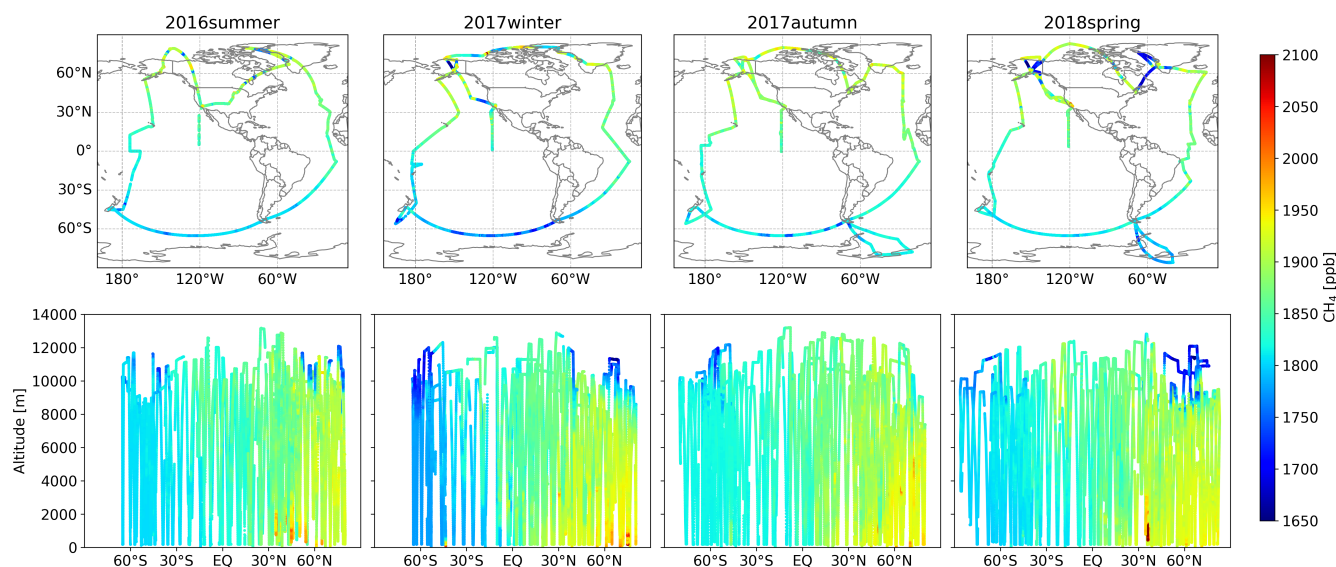 2016summer 2017winter 2017autumn 2018spring
60°N
30°N
0°
30°S
60°S
180° 120°W 60°W 180° 120°W 60°W 180° 120°W 60°W 180° 120°W 60°W
14000
12000
10000
8000
6000
4000
2000
0
Altitude [m]
60°S 30°S EQ 30°N 60°N 60°S 30°S EQ 30°N 60°N 60°S 30°S EQ 30°N 60°N 60°S 30°S EQ 30°N 60°N
2100
2050
2000
1950
1900
1850
1800
1750
1700
1650
CH₄ [ppb]